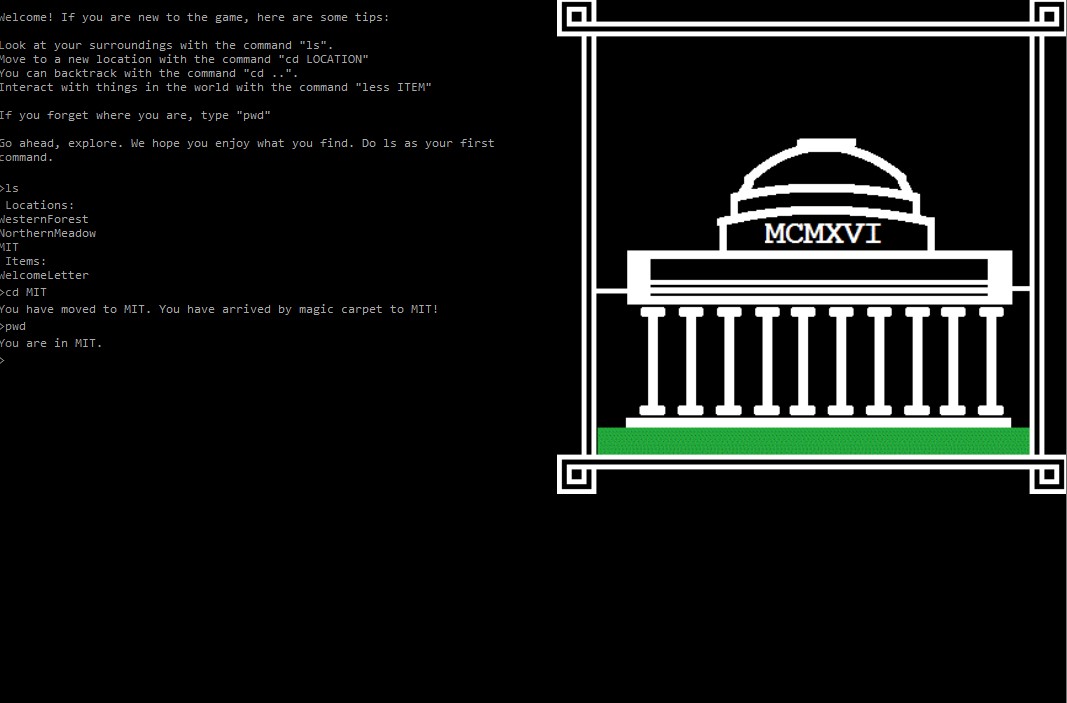 Welcome! If you are new to the game, here are some tips:
Look at your surroundings with the command "ls".
Move to a new location with the command "cd LOCATION"
You can backtrack with the command "cd ..".
Interact with things in the world with the command "less ITEM"
If you forget where you are, type "pwd"
Go ahead, explore. We hope you enjoy what you find. Do ls as your first
command.
>ls
Locations:
WesternForest
NorthernMeadow
MIT
Items:
WelcomeLetter
>cd MIT
You have moved to MIT. You have arrived by magic carpet to MIT!
>pwd
You are in MIT.
>
MCMXVI